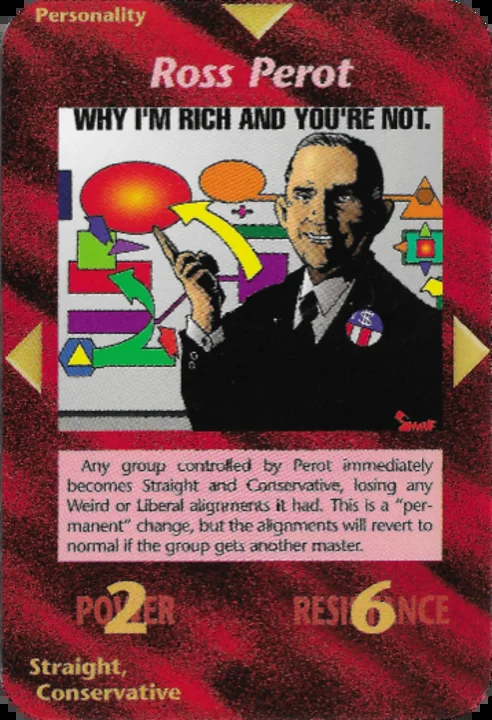 Personality
Ross Perot
WHY I'M RICH AND YOU'RE NOT.
$
Any group controlled by Perot immediately
becomes Straight and Conservative, losing any
Weird or Liberal alignments it had. This is a "per-
manent" change, but the alignments will revert to
normal if the group gets another master.
POWER 2
RESISTANCE 6
Straight,
Conservative